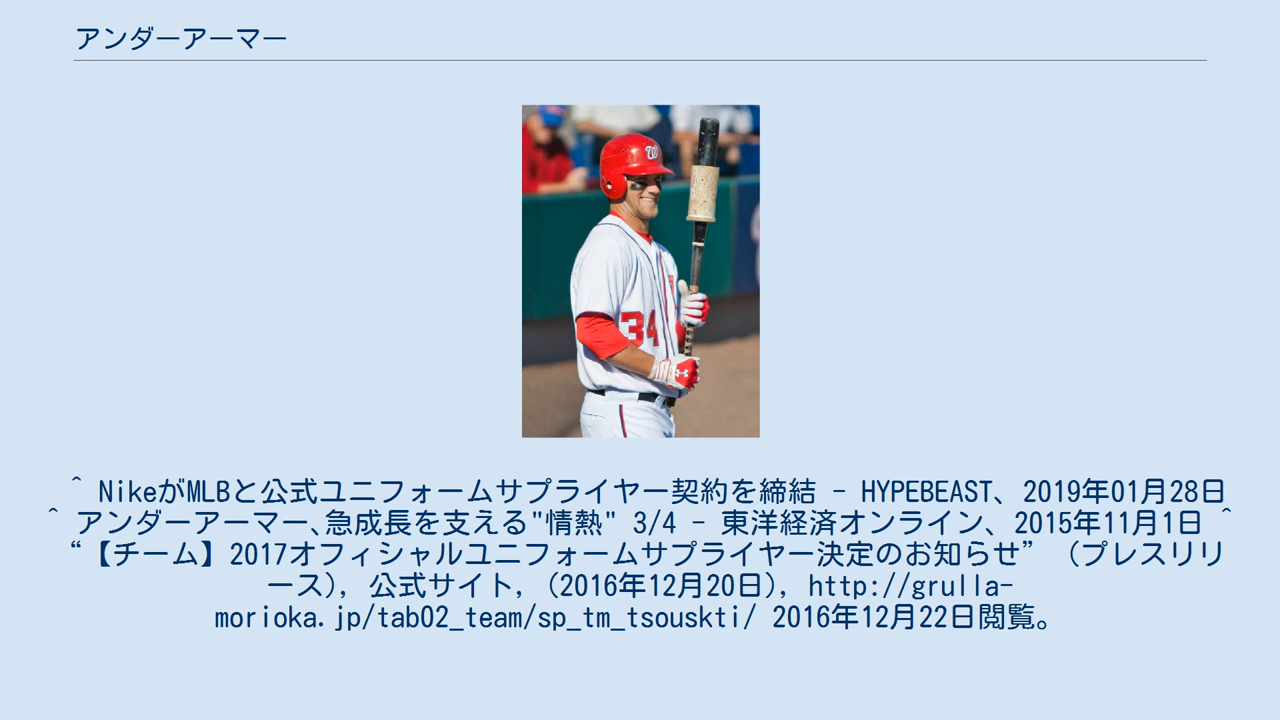 アンダーアーマー
W
34
^ NikeがMLBと公式ユニフォームサプライヤー契約を締結 - HYPEBEAST、2019年01月28日
^ アンダーアーマー､急成長を支える"情熱" 3/4 - 東洋経済オンライン、2015年11月1日 ^
“【チーム】2017オフィシャルユニフォームサプライヤー決定のお知らせ” （プレスリリ
ース), 公式サイト, (2016年12月20日), http://grulla-
morioka.jp/tab02_team/sp_tm_tsouskti/ 2016年12月22日閲覧。